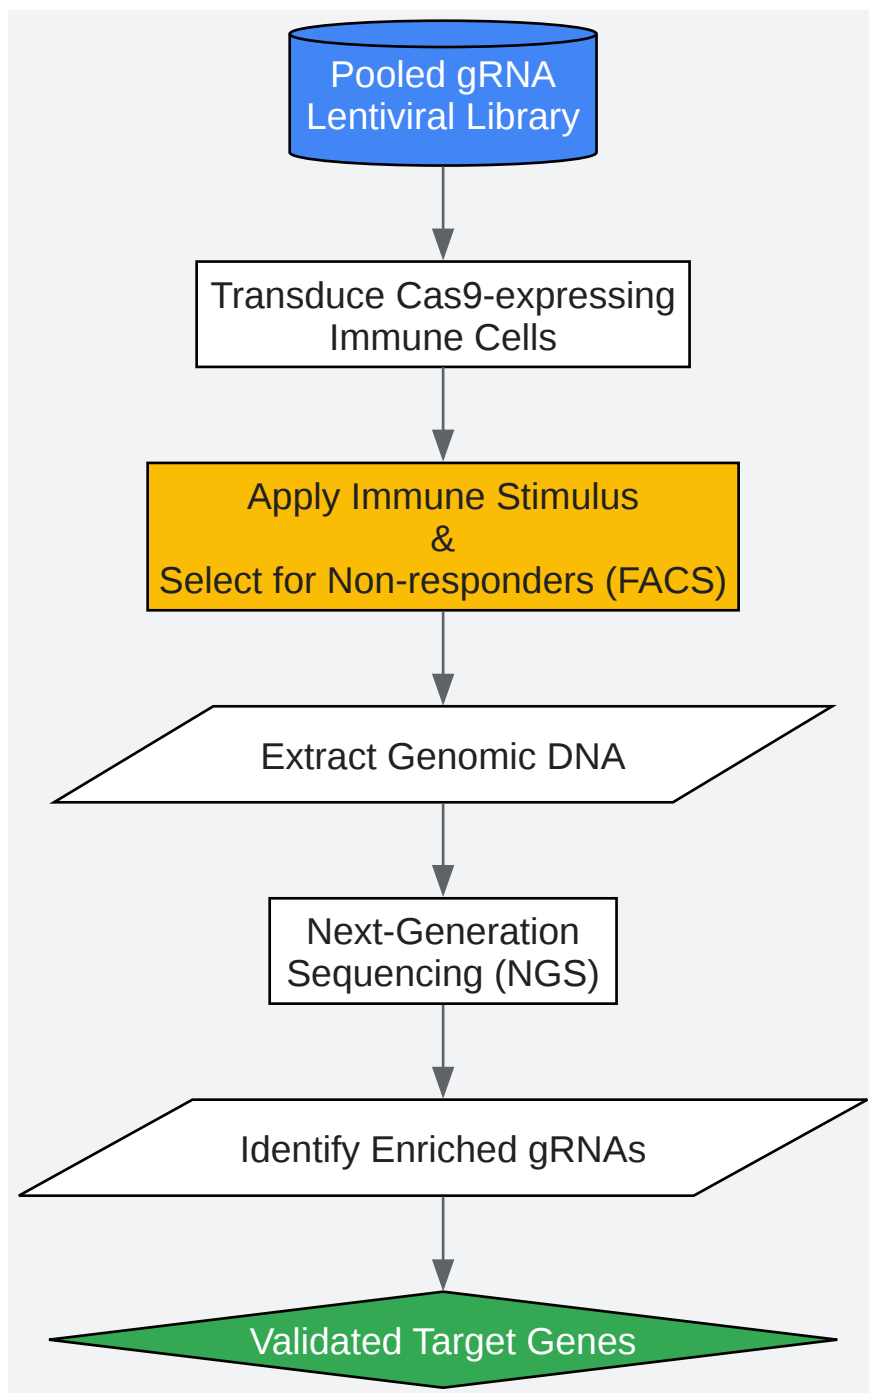 Pooled gRNA
Lentiviral Library
Transduce Cas9-expressing
Immune Cells
Apply Immune Stimulus
&
Select for Non-responders (FACS)
Extract Genomic DNA
Next-Generation
Sequencing (NGS)
Identify Enriched gRNAs
Validated Target Genes